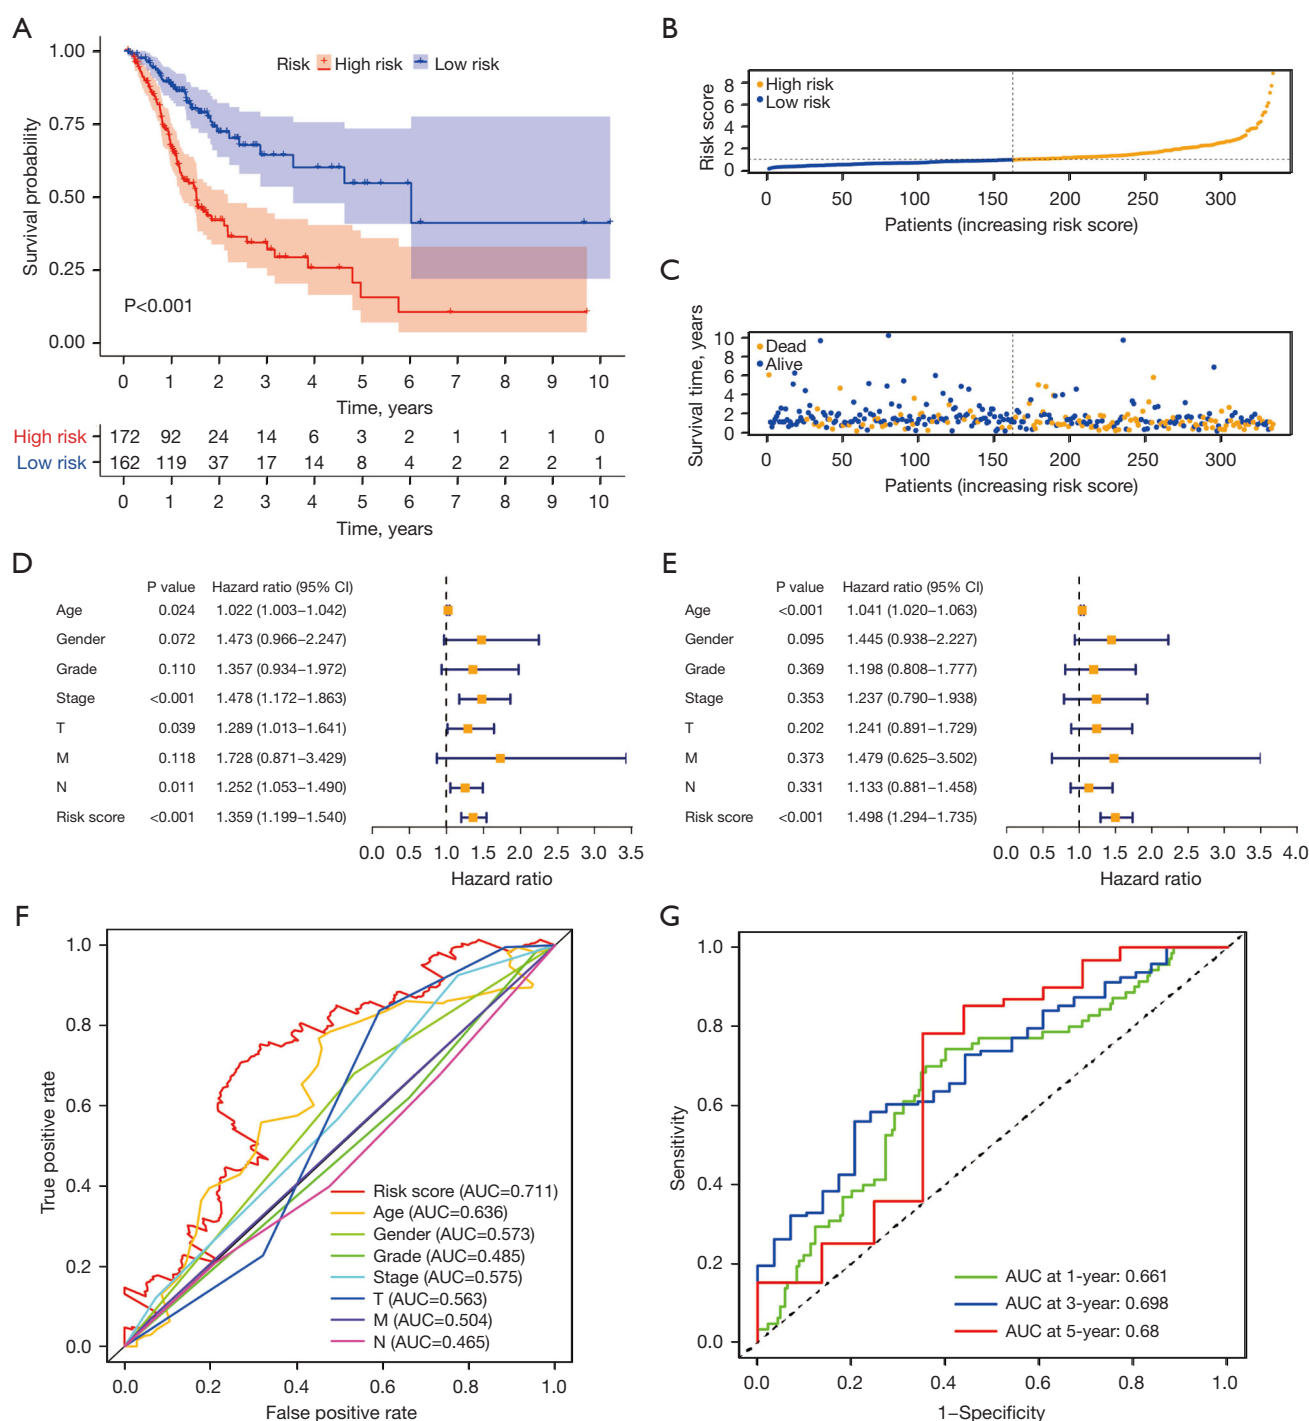 A
1.00
0.75
0.50
0.25
0.00
Survival probability
Risk High risk Low risk
P<0.001
0 1 2 3 4 5 6 7 8 9 10
Time, years
High risk 172 92 24 14 6 3 2 1 1 1 0
Low risk 162 119 37 17 14 8 4 2 2 2 1
0 1 2 3 4 5 6 7 8 9 10
Time, years
B
Risk score
8
6
4
2
0
High risk
Low risk
0 50 100 150 200 250 300
Patients (increasing risk score)
C
Survival time, years
10
8
6
4
2
0
Dead
Alive
0 50 100 150 200 250 300
Patients (increasing risk score)
D
P value Hazard ratio (95% CI)
Age 0.024 1.022 (1.003–1.042)
Gender 0.072 1.473 (0.966–2.247)
Grade 0.110 1.357 (0.934–1.972)
Stage <0.001 1.478 (1.172–1.863)
T 0.039 1.289 (1.013–1.641)
M 0.118 1.728 (0.871–3.429)
N 0.011 1.252 (1.053–1.490)
Risk score <0.001 1.359 (1.199–1.540)
0.0 0.5 1.0 1.5 2.0 2.5 3.0 3.5
Hazard ratio
E
P value Hazard ratio (95% CI)
Age <0.001 1.041 (1.020–1.063)
Gender 0.095 1.445 (0.938–2.227)
Grade 0.369 1.198 (0.808–1.777)
Stage 0.353 1.237 (0.790–1.938)
T 0.202 1.241 (0.891–1.729)
M 0.373 1.479 (0.625–3.502)
N 0.331 1.133 (0.881–1.458)
Risk score <0.001 1.498 (1.294–1.735)
0.0 0.5 1.0 1.5 2.0 2.5 3.0 3.5 4.0
Hazard ratio
F
True positive rate
1.0
0.8
0.6
0.4
0.2
0.0
Risk score (AUC=0.711)
Age (AUC=0.636)
Gender (AUC=0.573)
Grade (AUC=0.485)
Stage (AUC=0.575)
T (AUC=0.563)
M (AUC=0.504)
N (AUC=0.465)
0.0 0.2 0.4 0.6 0.8 1.0
False positive rate
G
Sensitivity
1.0
0.8
0.6
0.4
0.2
0.0
AUC at 1-year: 0.661
AUC at 3-year: 0.698
AUC at 5-year: 0.68
0.0 0.2 0.4 0.6 0.8 1.0
1–Specificity